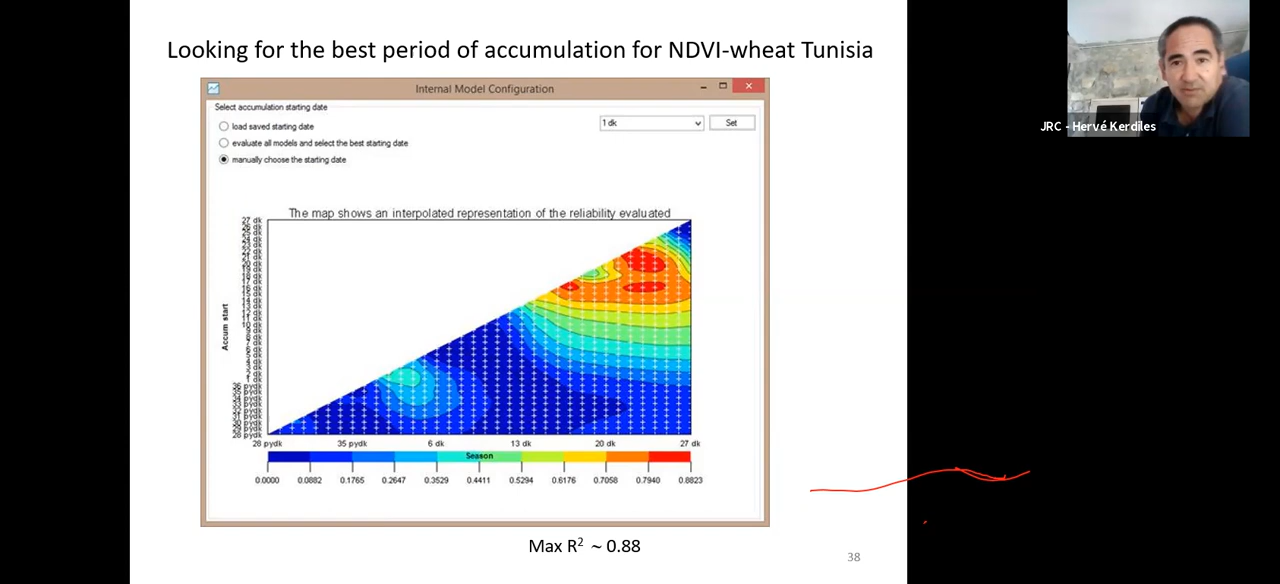 Looking for the best period of accumulation for NDVI-wheat Tunisia
JRC - Hervé Kerdiles
Internal Model Configuration
Select accumulation starting date
load saved starting date
evaluate all models and select the best starting date
manually choose the starting date
1 dk
Set
The map shows an interpolated representation of the reliability evaluated
27 dk
Accum start
28 pydk
28 pydk 35 pydk 6 dk 13 dk 20 dk 27 dk
Season
0.0000 0.0882 0.1765 0.2647 0.3529 0.4411 0.5294 0.6176 0.7058 0.7940 0.8823
Max R² ~ 0.88
38